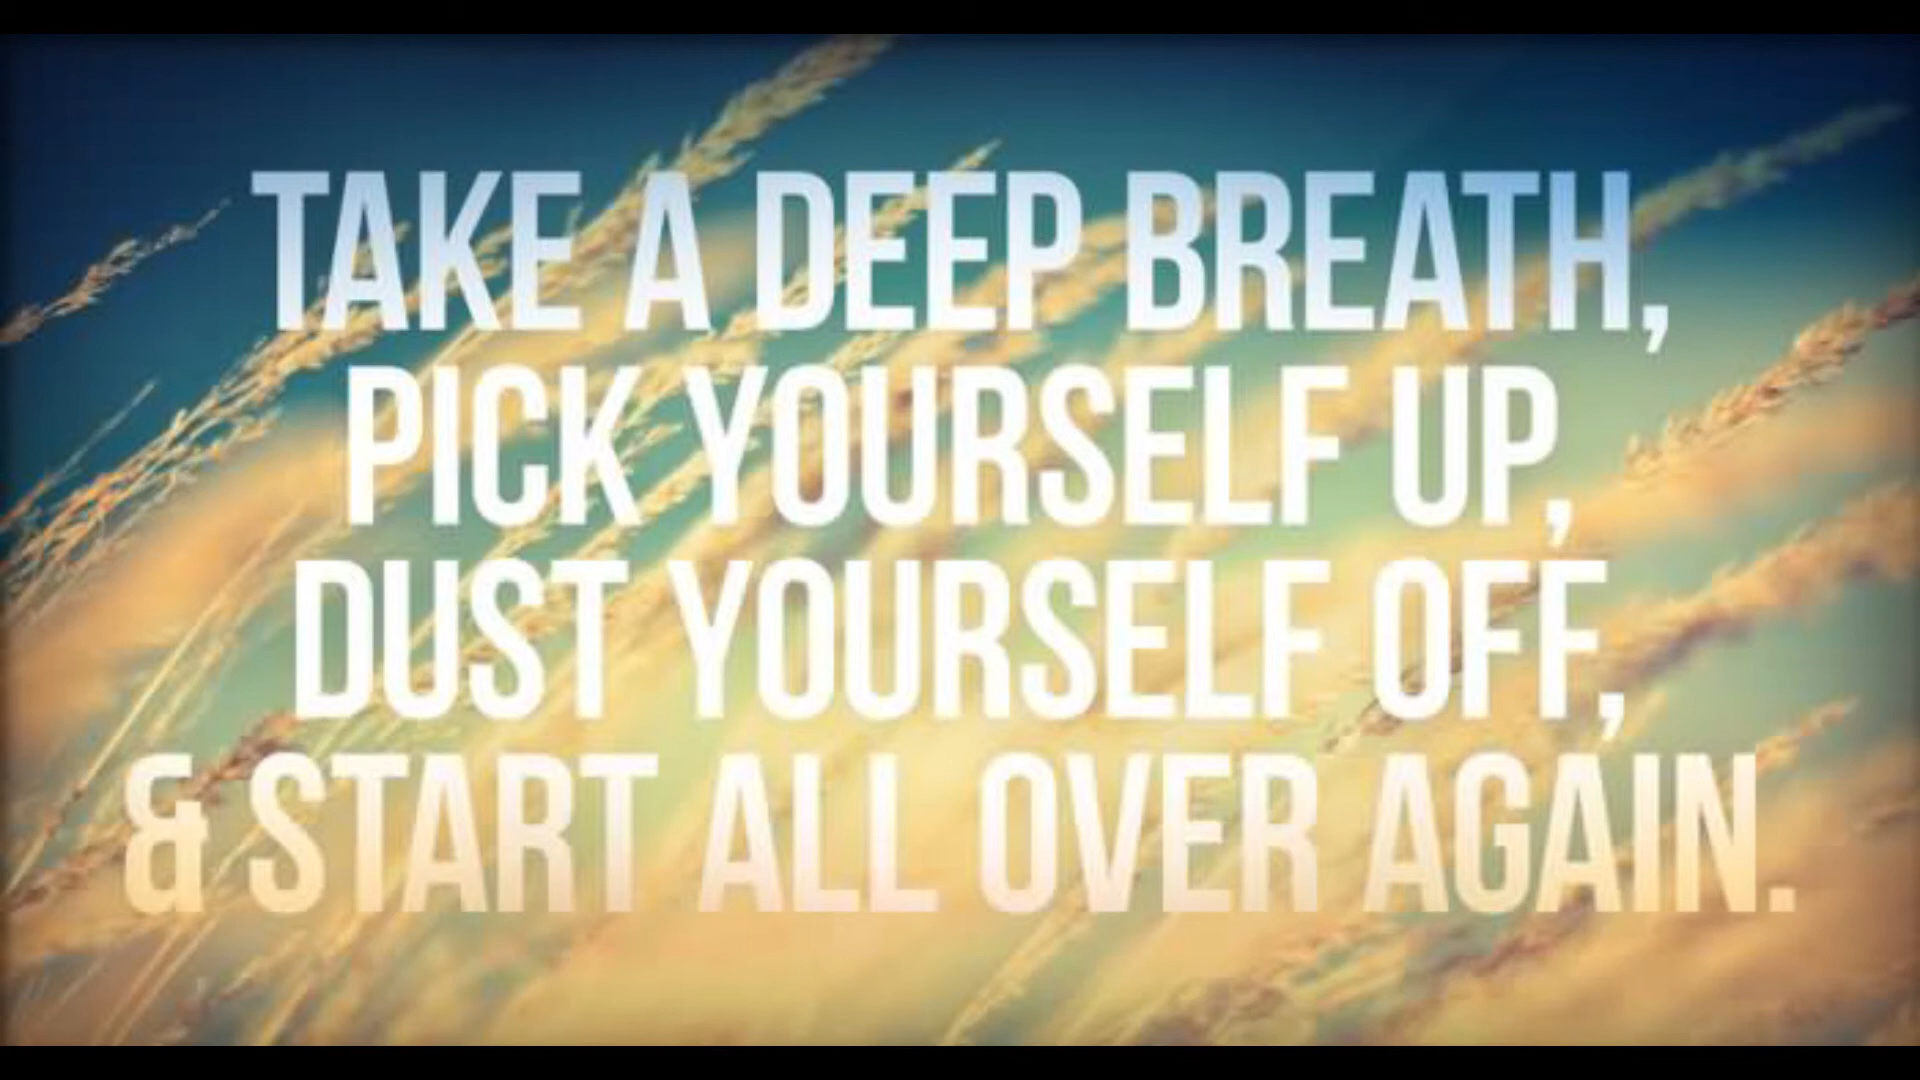 TAKE A DEEP BREATH,
PICK YOURSELF UP,
DUST YOURSELF OFF,
& START ALL OVER AGAIN.